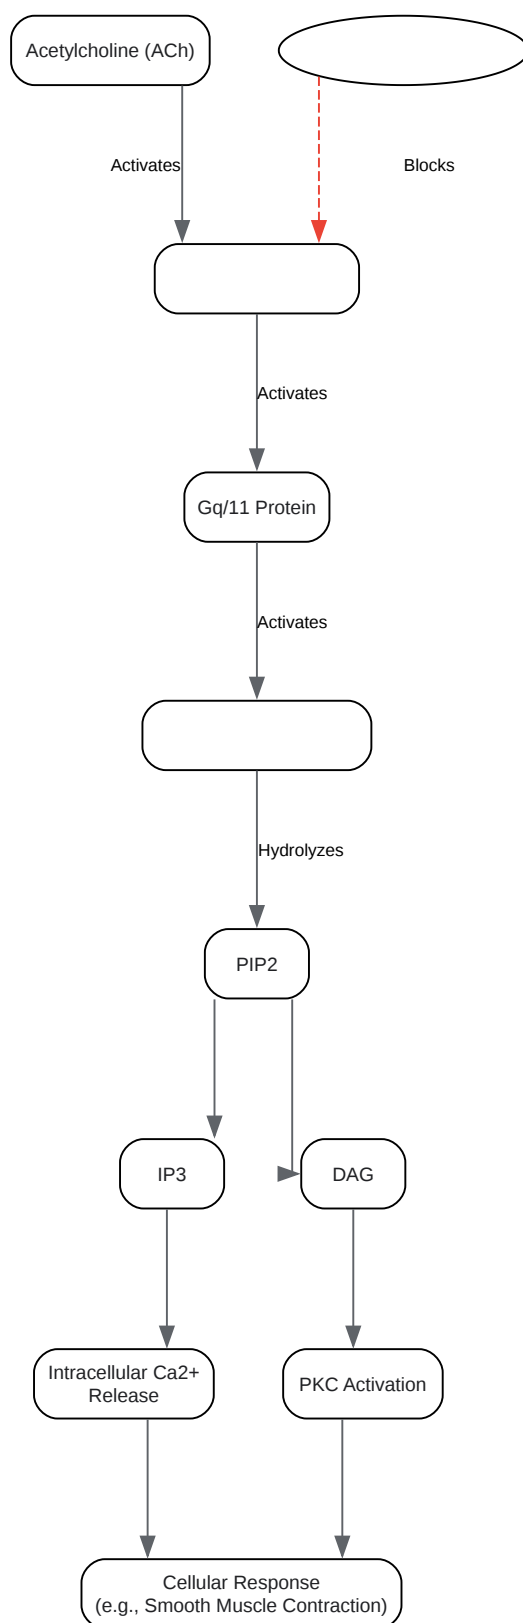 Acetylcholine (ACh)
Activates
Blocks
Activates
Gq/11 Protein
Activates
Hydrolyzes
PIP2
IP3
DAG
Intracellular Ca2+
Release
PKC Activation
Cellular Response
(e.g., Smooth Muscle Contraction)